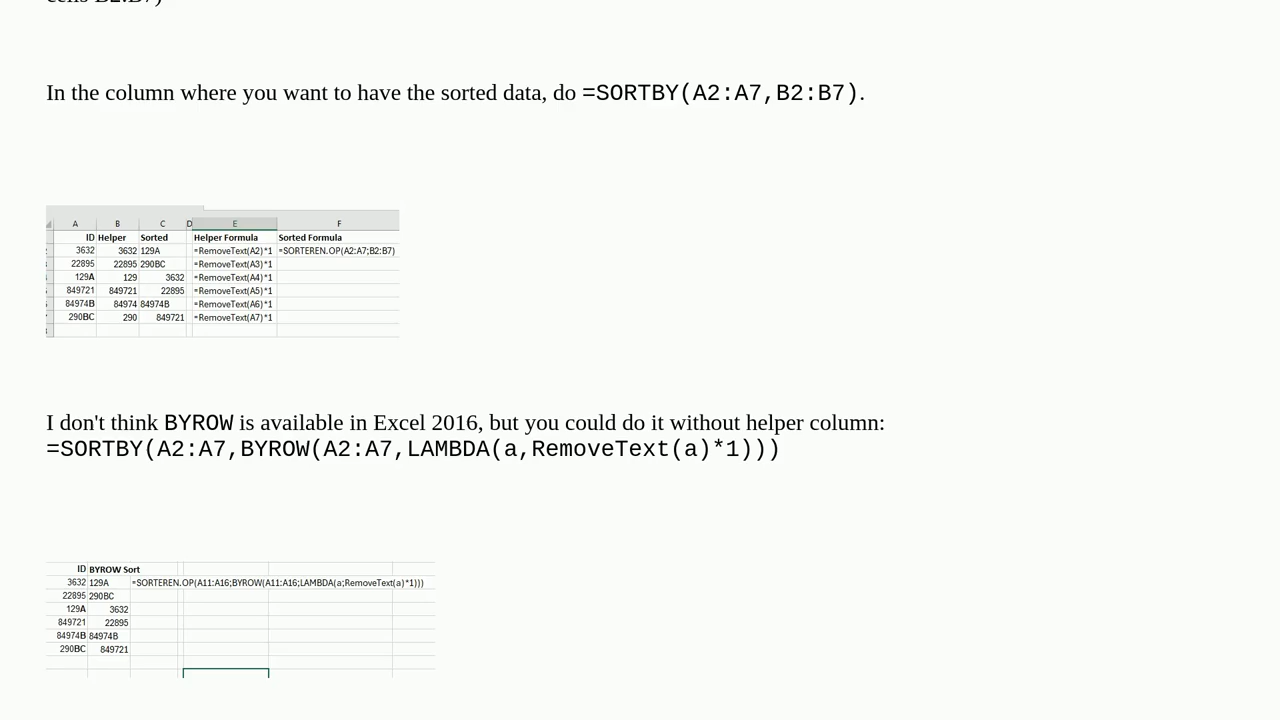 In the column where you want to have the sorted data, do =SORTBY(A2:A7,B2:B7).
A B C D E F
ID Helper Sorted Helper Formula Sorted Formula
3632 3632 129A =RemoveText(A2)*1 =SORTEREN.OP(A2:A7;B2:B7)
22895 22895 290BC =RemoveText(A3)*1
129A 129 3632 =RemoveText(A4)*1
849721 849721 22895 =RemoveText(A5)*1
84974B 84974 84974B =RemoveText(A6)*1
290BC 290 849721 =RemoveText(A7)*1
I don't think BYROW is available in Excel 2016, but you could do it without helper column:
=SORTBY(A2:A7,BYROW(A2:A7,LAMBDA(a,RemoveText(a)*1)))
ID BYROW Sort
3632 129A =SORTEREN.OP(A11:A16;BYROW(A11:A16;LAMBDA(a;RemoveText(a)*1)))
22895 290BC
129A 3632
849721 22895
84974B 84974B
290BC 849721